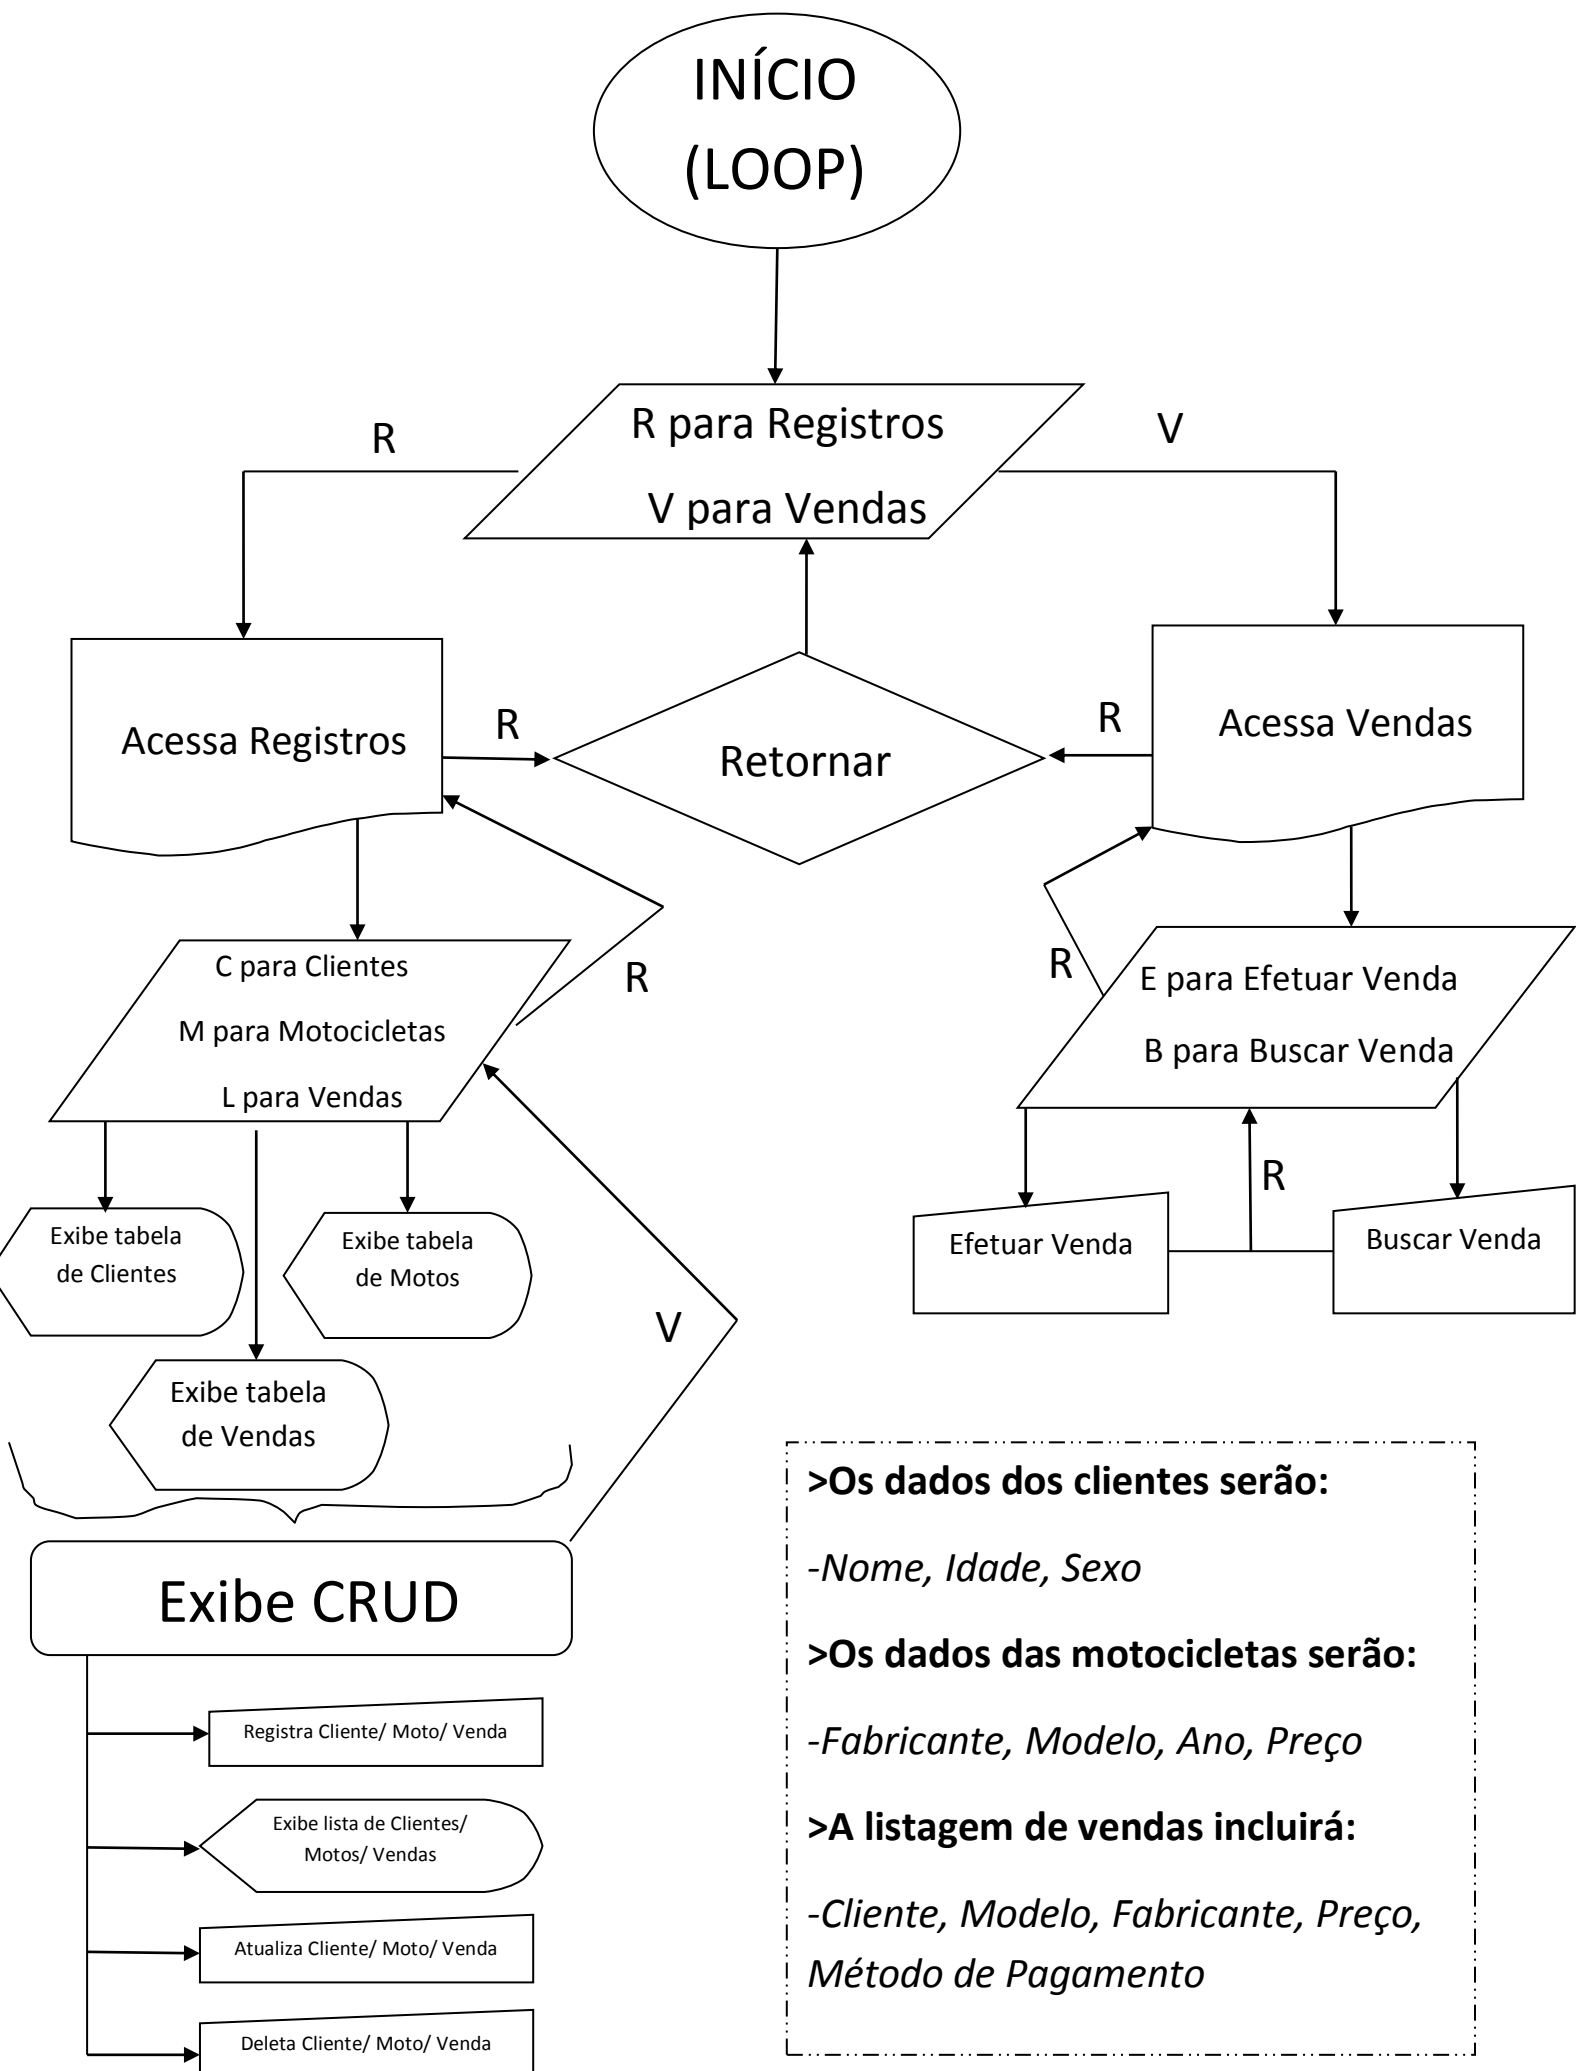 INÍCIO
(LOOP)
R para Registros
V para Vendas
R
V
Acessa Registros
R
Retornar
R
Acessa Vendas
C para Clientes
M para Motocicletas
L para Vendas
R
R
E para Efetuar Venda
B para Buscar Venda
Exibe tabela
de Clientes
Exibe tabela
de Motos
Exibe tabela
de Vendas
V
R
Efetuar Venda
Buscar Venda
Exibe CRUD
Registra Cliente/ Moto/ Venda
Exibe lista de Clientes/
Motos/ Vendas
Atualiza Cliente/ Moto/ Venda
Deleta Cliente/ Moto/ Venda
>Os dados dos clientes serão:
-Nome, Idade, Sexo
>Os dados das motocicletas serão:
-Fabricante, Modelo, Ano, Preço
>A listagem de vendas incluirá:
-Cliente, Modelo, Fabricante, Preço,
Método de Pagamento